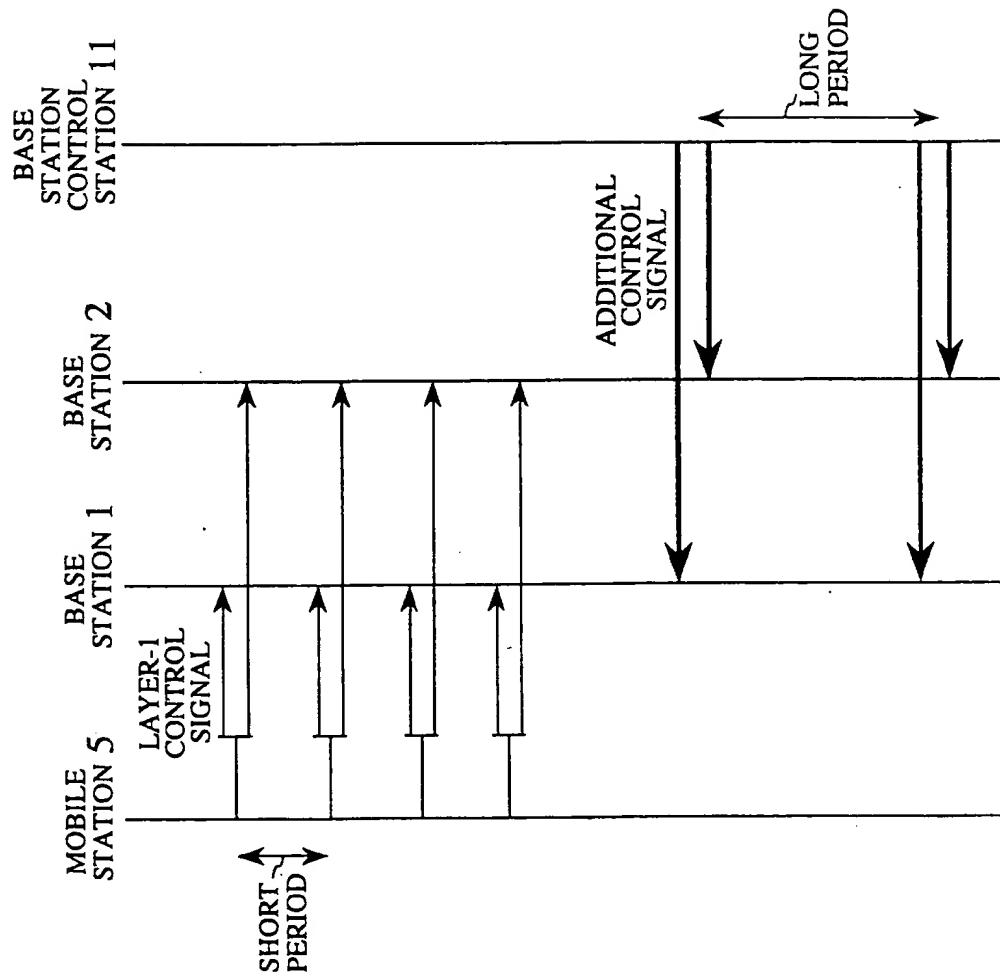 MOBILE
STATION 5
BASE
STATION 1
BASE
STATION 2
BASE
STATION
CONTROL
STATION 11
LAYER-1
CONTROL
SIGNAL
SHORT
PERIOD
ADDITIONAL
CONTROL
SIGNAL
LONG
PERIOD